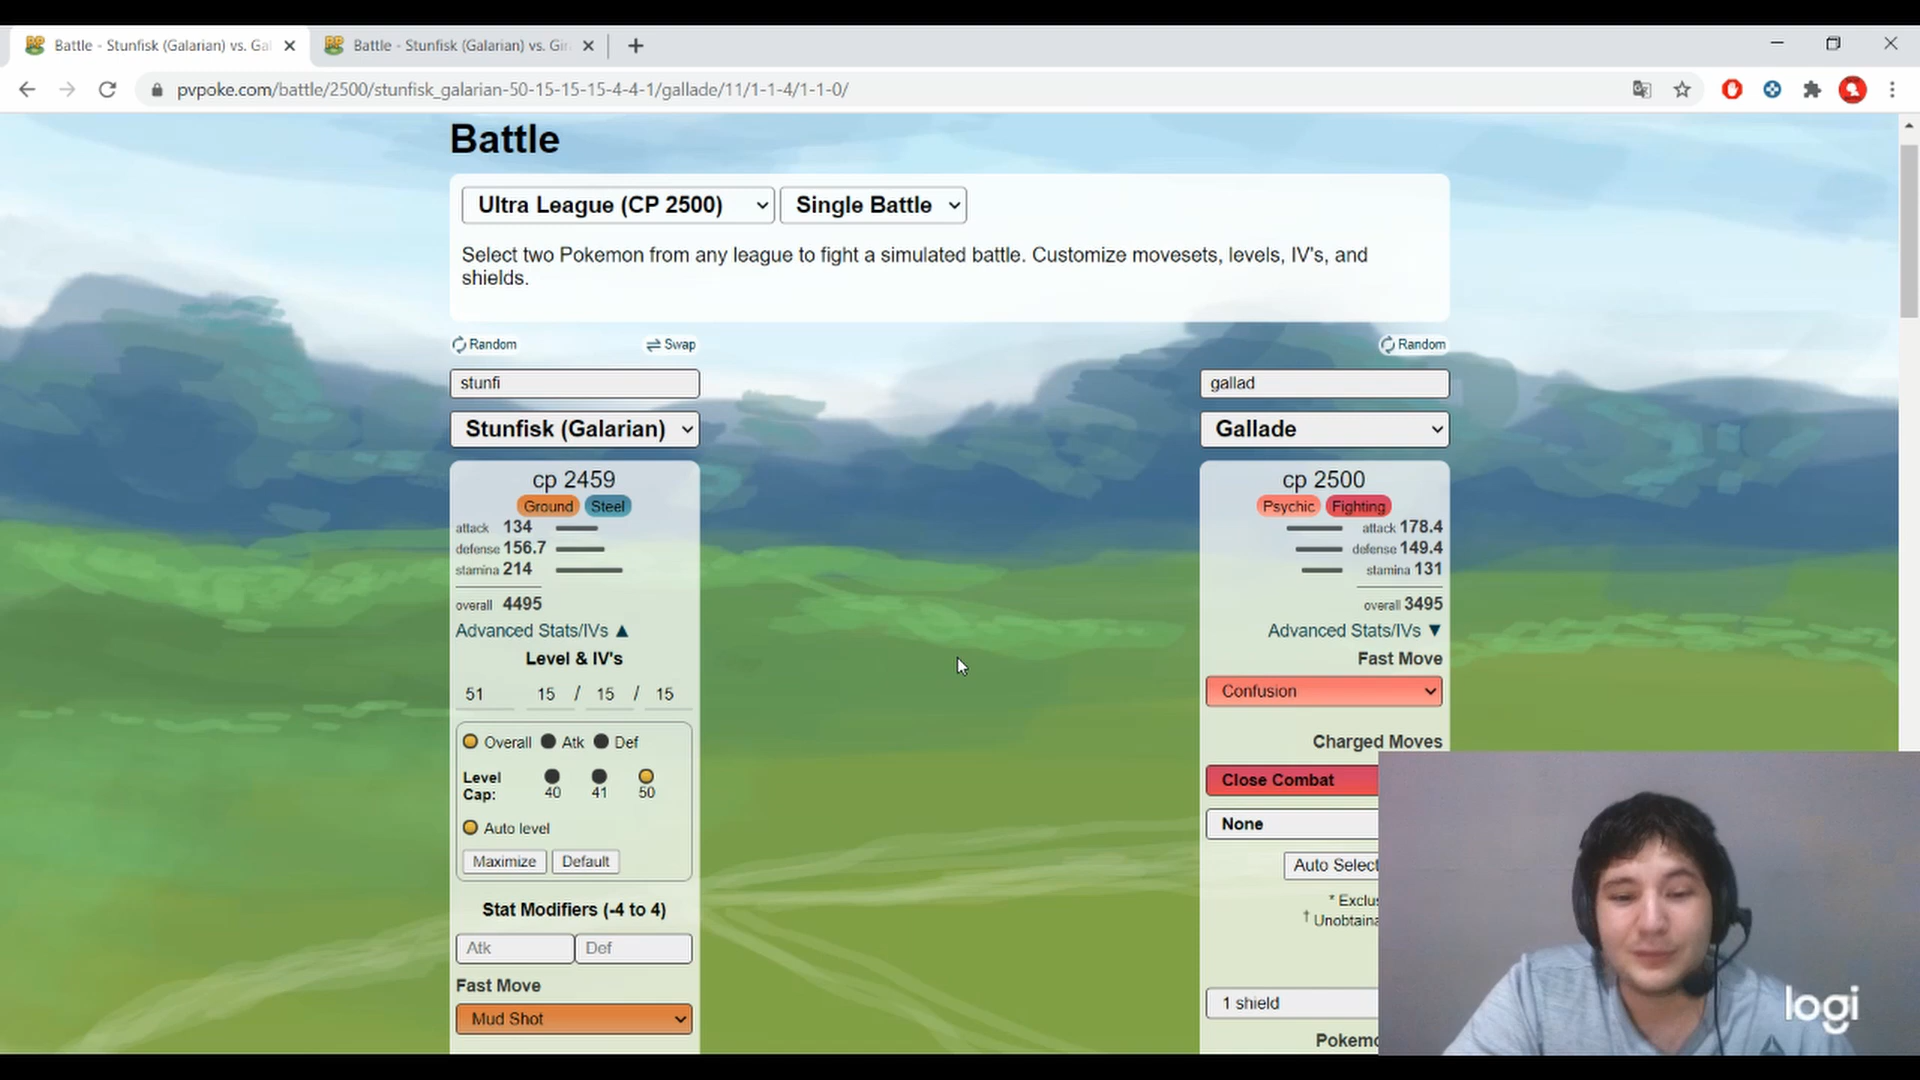 Battle - Stunfisk (Galarian) vs. Ga
Battle - Stunfisk (Galarian) vs. Gir
pvpoke.com/battle/2500/stunfisk_galarian-50-15-15-15-4-4-1/gallade/11/1-1-4/1-1-0/
Battle
Ultra League (CP 2500)
Single Battle
Select two Pokemon from any league to fight a simulated battle. Customize movesets, levels, IV's, and
shields.
Random
Swap
Random
stunfi
gallad
Stunfisk (Galarian)
Gallade
cp 2459
Ground Steel
attack 134
defense 156.7
stamina 214
overall 4495
Advanced Stats/IVs ▲
Level & IV's
51 15 / 15 / 15
Overall Atk Def
Level
Cap:
40 41 50
Auto level
Maximize Default
Stat Modifiers (-4 to 4)
Atk Def
Fast Move
Mud Shot
cp 2500
Psychic Fighting
attack 178.4
defense 149.4
stamina 131
overall 3495
Advanced Stats/IVs ▼
Fast Move
Confusion
Charged Moves
Close Combat
None
Auto Select
* Exclus
† Unobtaina
1 shield
Pokemo
logi